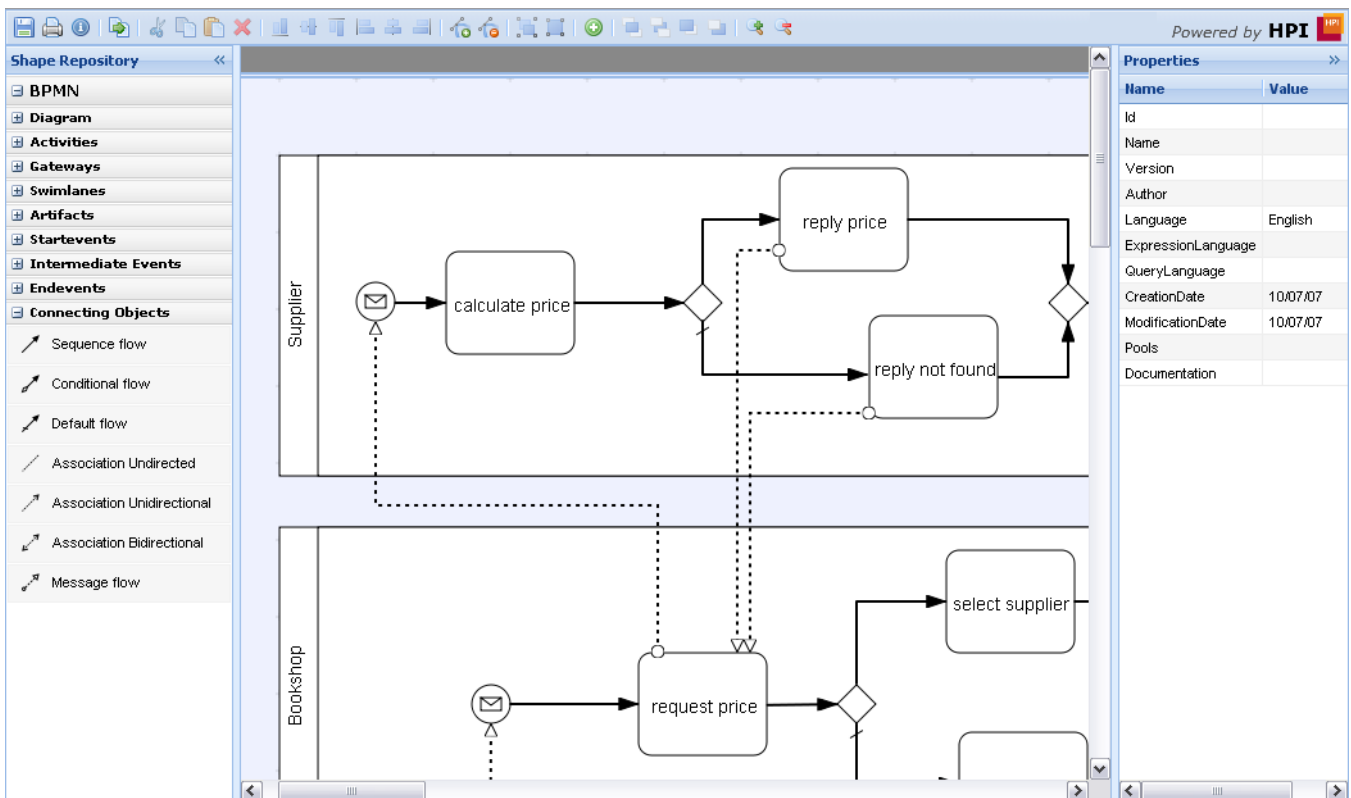 Powered by HPI HPI
Shape Repository
BPMN
Diagram
Activities
Gateways
Swimlanes
Artifacts
Startevents
Intermediate Events
Endevents
Connecting Objects
Sequence flow
Conditional flow
Default flow
Association Undirected
Association Unidirectional
Association Bidirectional
Message flow
Supplier
calculate price
reply price
reply not found
Bookshop
request price
select supplier
Properties
Name Value
Id
Name
Version
Author
Language English
ExpressionLanguage
QueryLanguage
CreationDate 10/07/07
ModificationDate 10/07/07
Pools
Documentation